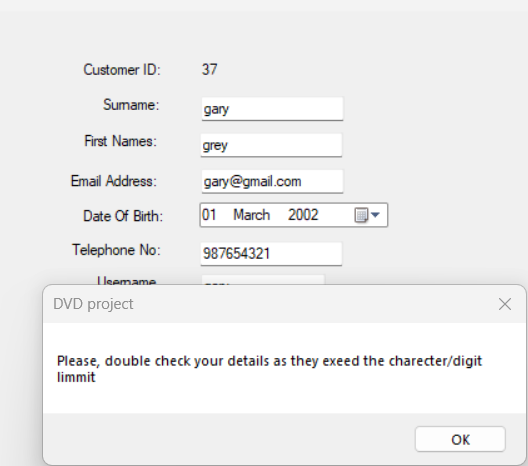 Customer ID: 37
Surname: gary
First Names: grey
Email Address: gary@gmail.com
Date Of Birth: 01 March 2002
Telephone No: 987654321
Username
DVD project
Please, double check your details as they exeed the charecter/digit
limmit
OK